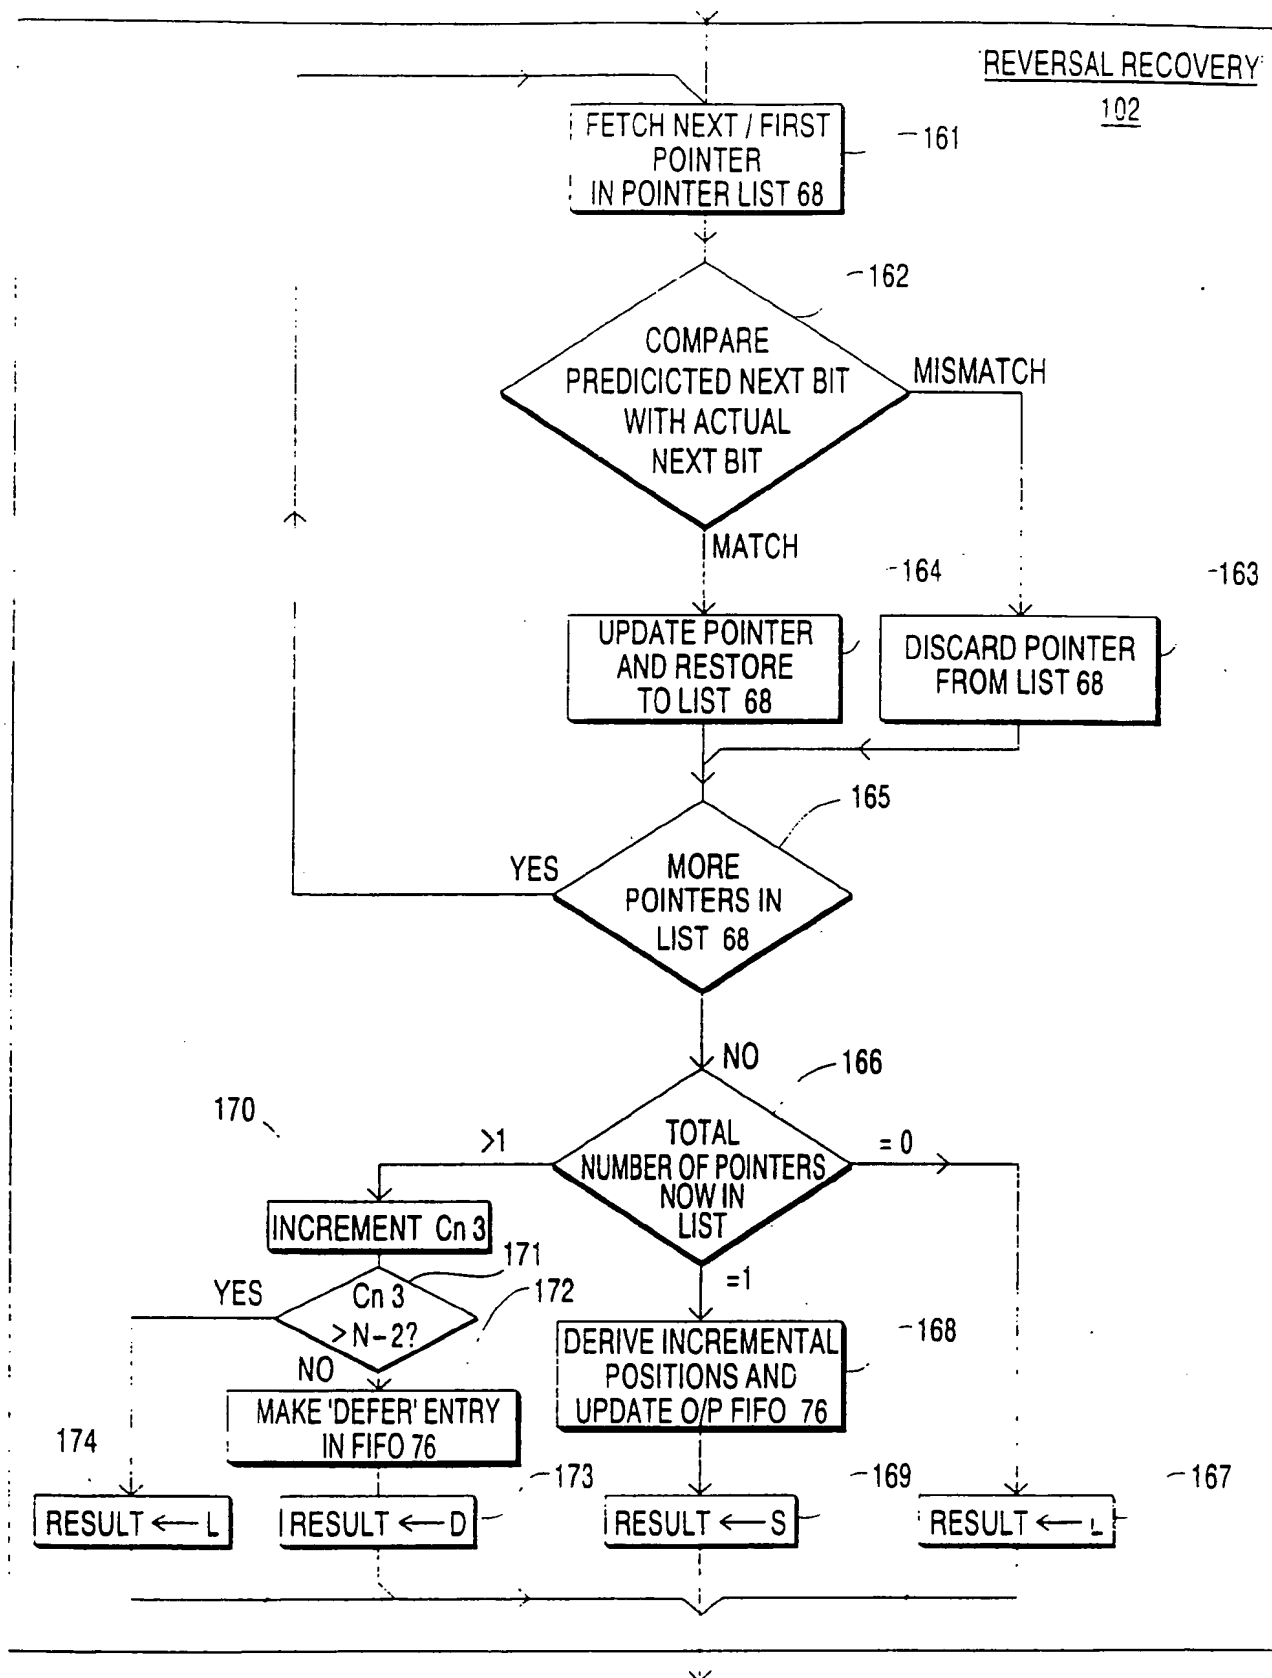 REVERSAL RECOVERY
102
FETCH NEXT / FIRST
POINTER
IN POINTER LIST 68
161
162
COMPARE
PREDICICTED NEXT BIT
WITH ACTUAL
NEXT BIT
MISMATCH
MATCH
164
163
UPDATE POINTER
AND RESTORE
TO LIST 68
DISCARD POINTER
FROM LIST 68
165
YES
MORE
POINTERS IN
LIST 68
NO
166
170
>1
TOTAL
NUMBER OF POINTERS
NOW IN
LIST
= 0
INCREMENT Cn 3
171
=1
YES
Cn 3
> N-2?
172
NO
DERIVE INCREMENTAL
POSITIONS AND
UPDATE O/P FIFO 76
168
MAKE 'DEFER' ENTRY
IN FIFO 76
174
173
169
167
RESULT ← L
RESULT ← D
RESULT ← S
RESULT ← L